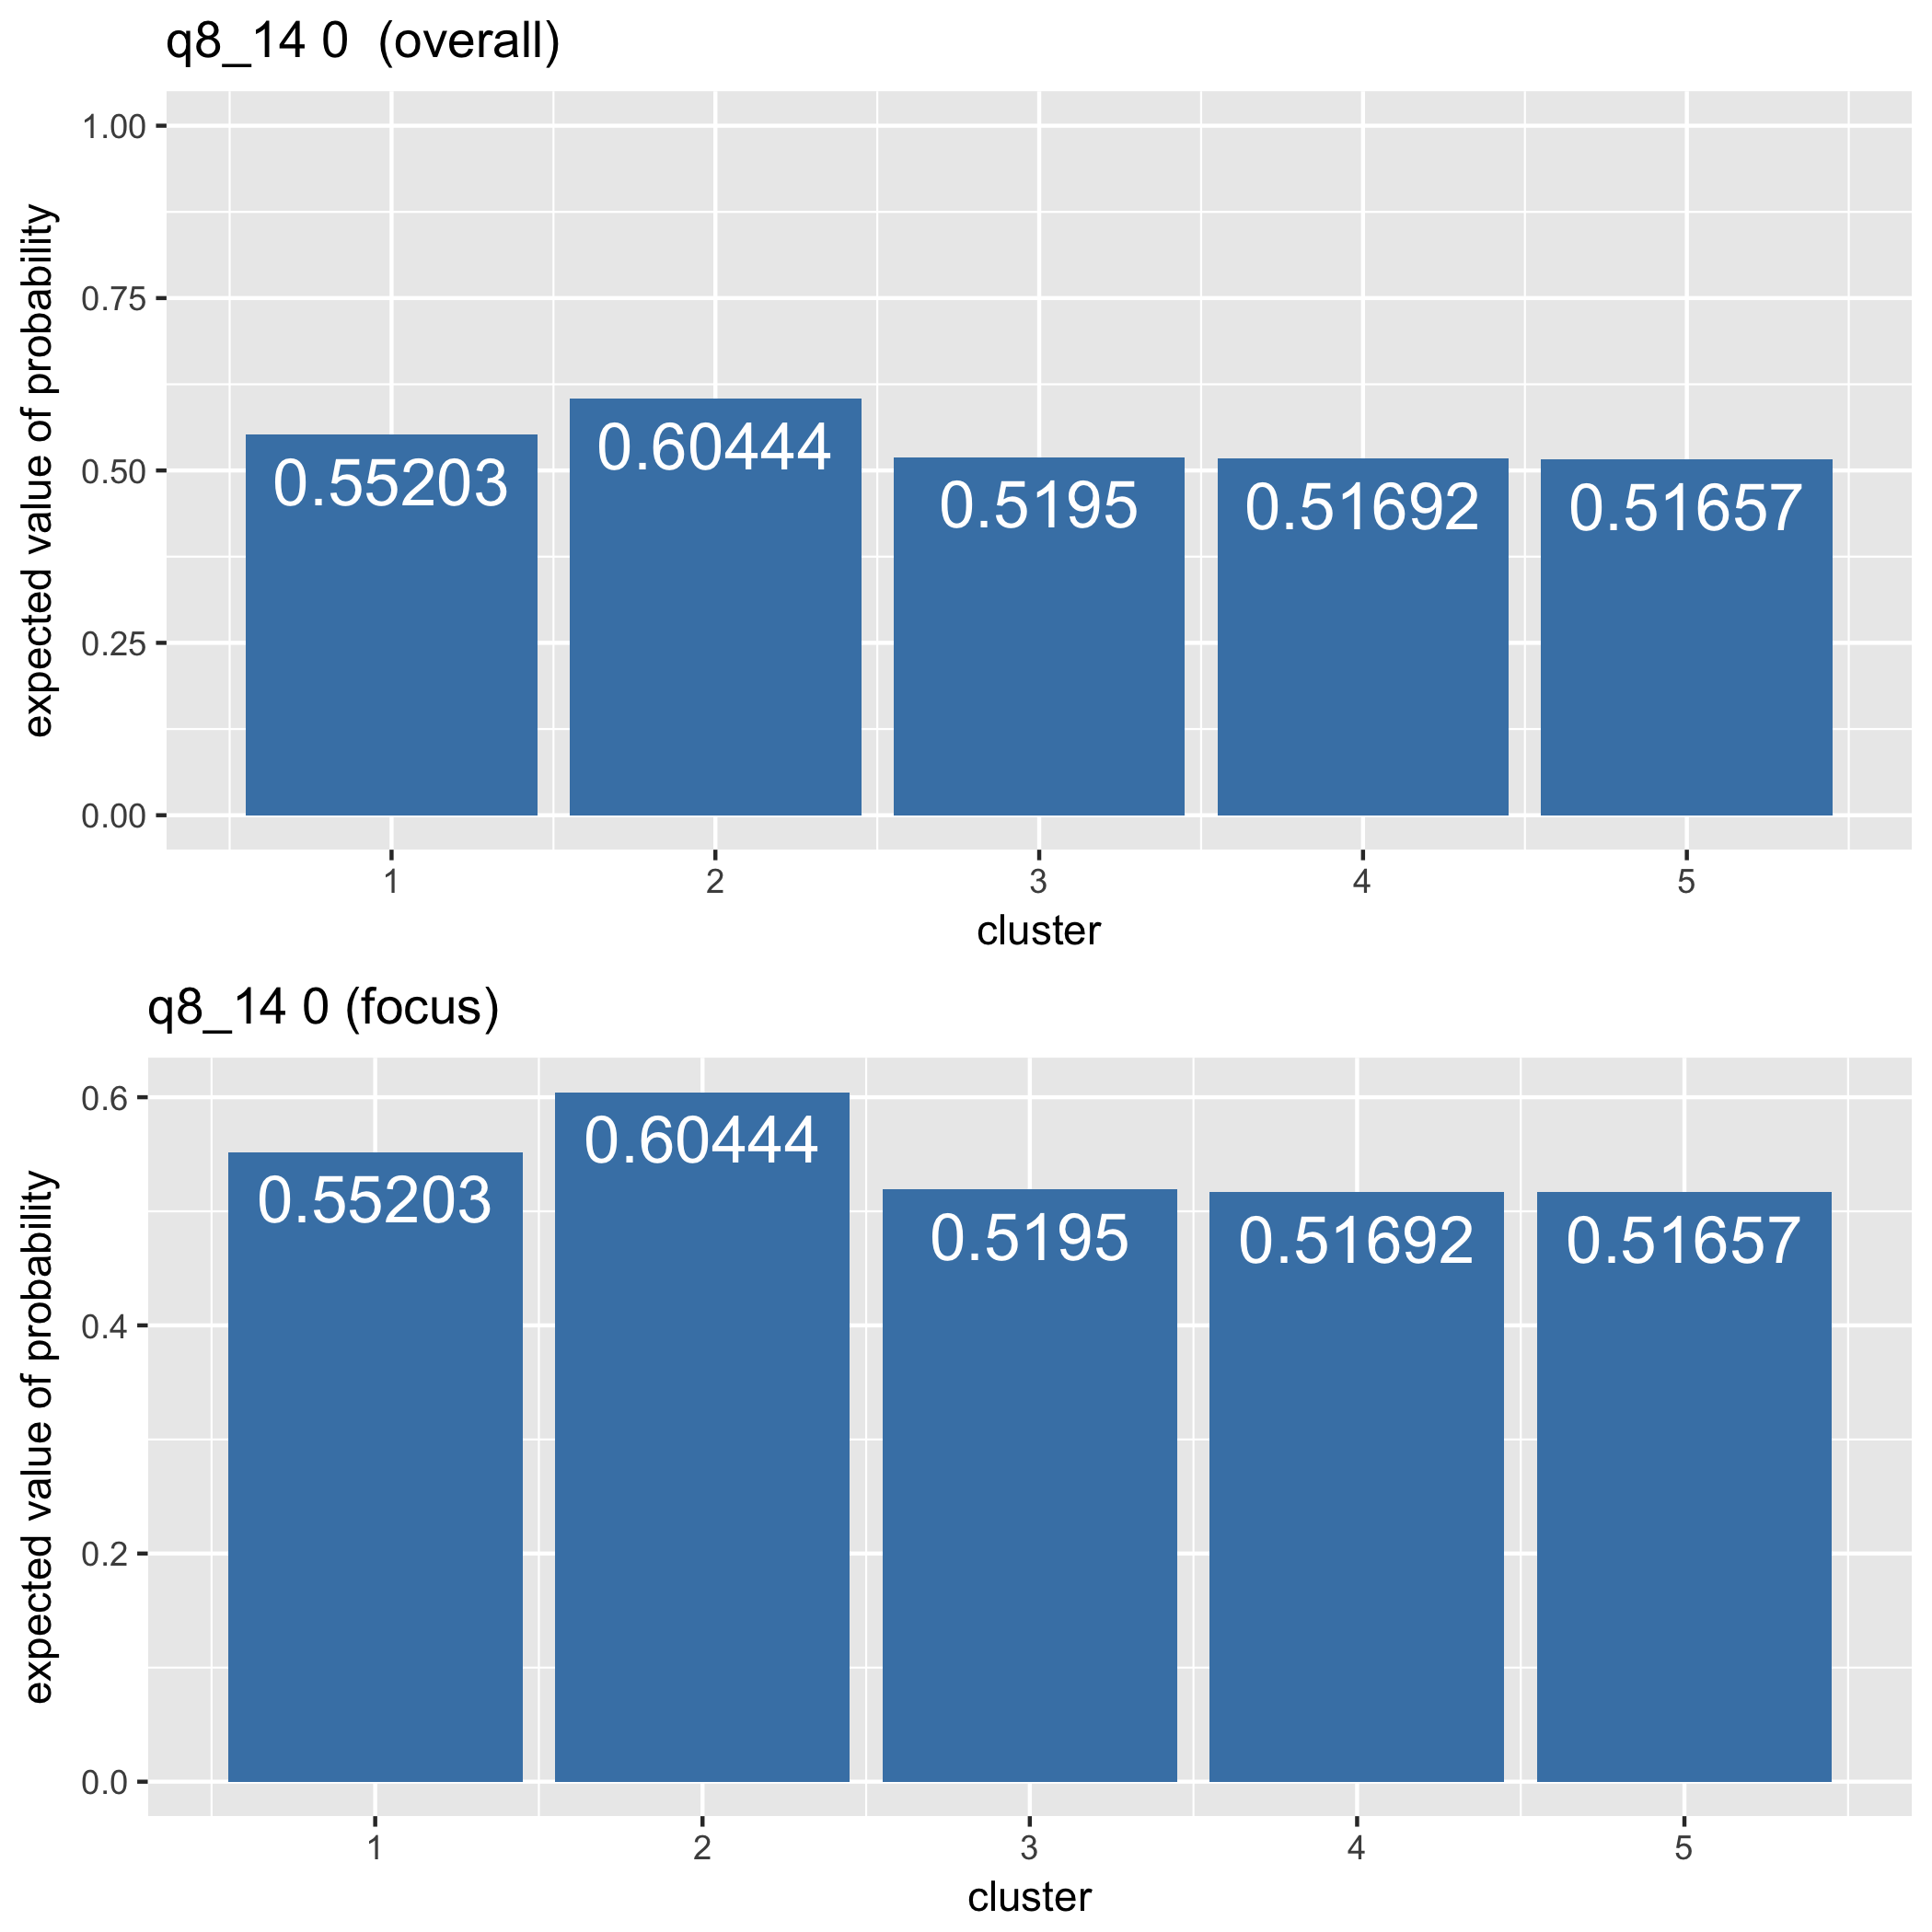 q8_14 0  (overall)
expected value of probability
1.00
0.75
0.50
0.25
0.00
0.55203
0.60444
0.5195
0.51692
0.51657
1 2 3 4 5
cluster
q8_14 0 (focus)
expected value of probability
0.6
0.4
0.2
0.0
0.55203
0.60444
0.5195
0.51692
0.51657
1 2 3 4 5
cluster